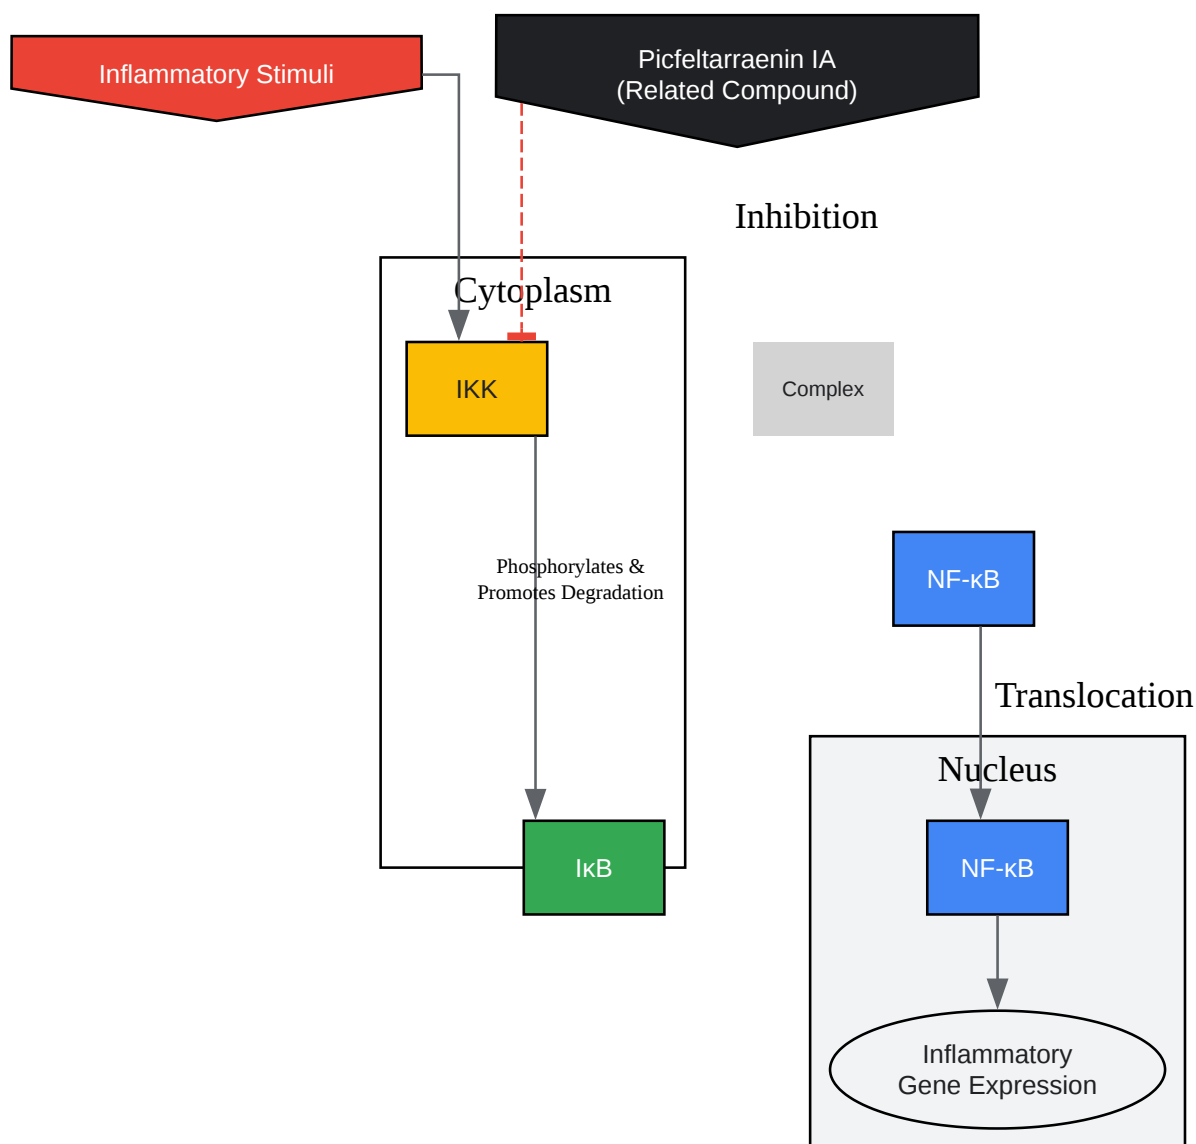 Inflammatory Stimuli
Picfeltarraenin IA
(Related Compound)
Inhibition
Cytoplasm
IKK
Complex
Phosphorylates &
Promotes Degradation
NF-κB
Translocation
Nucleus
IκB
NF-κB
Inflammatory
Gene Expression